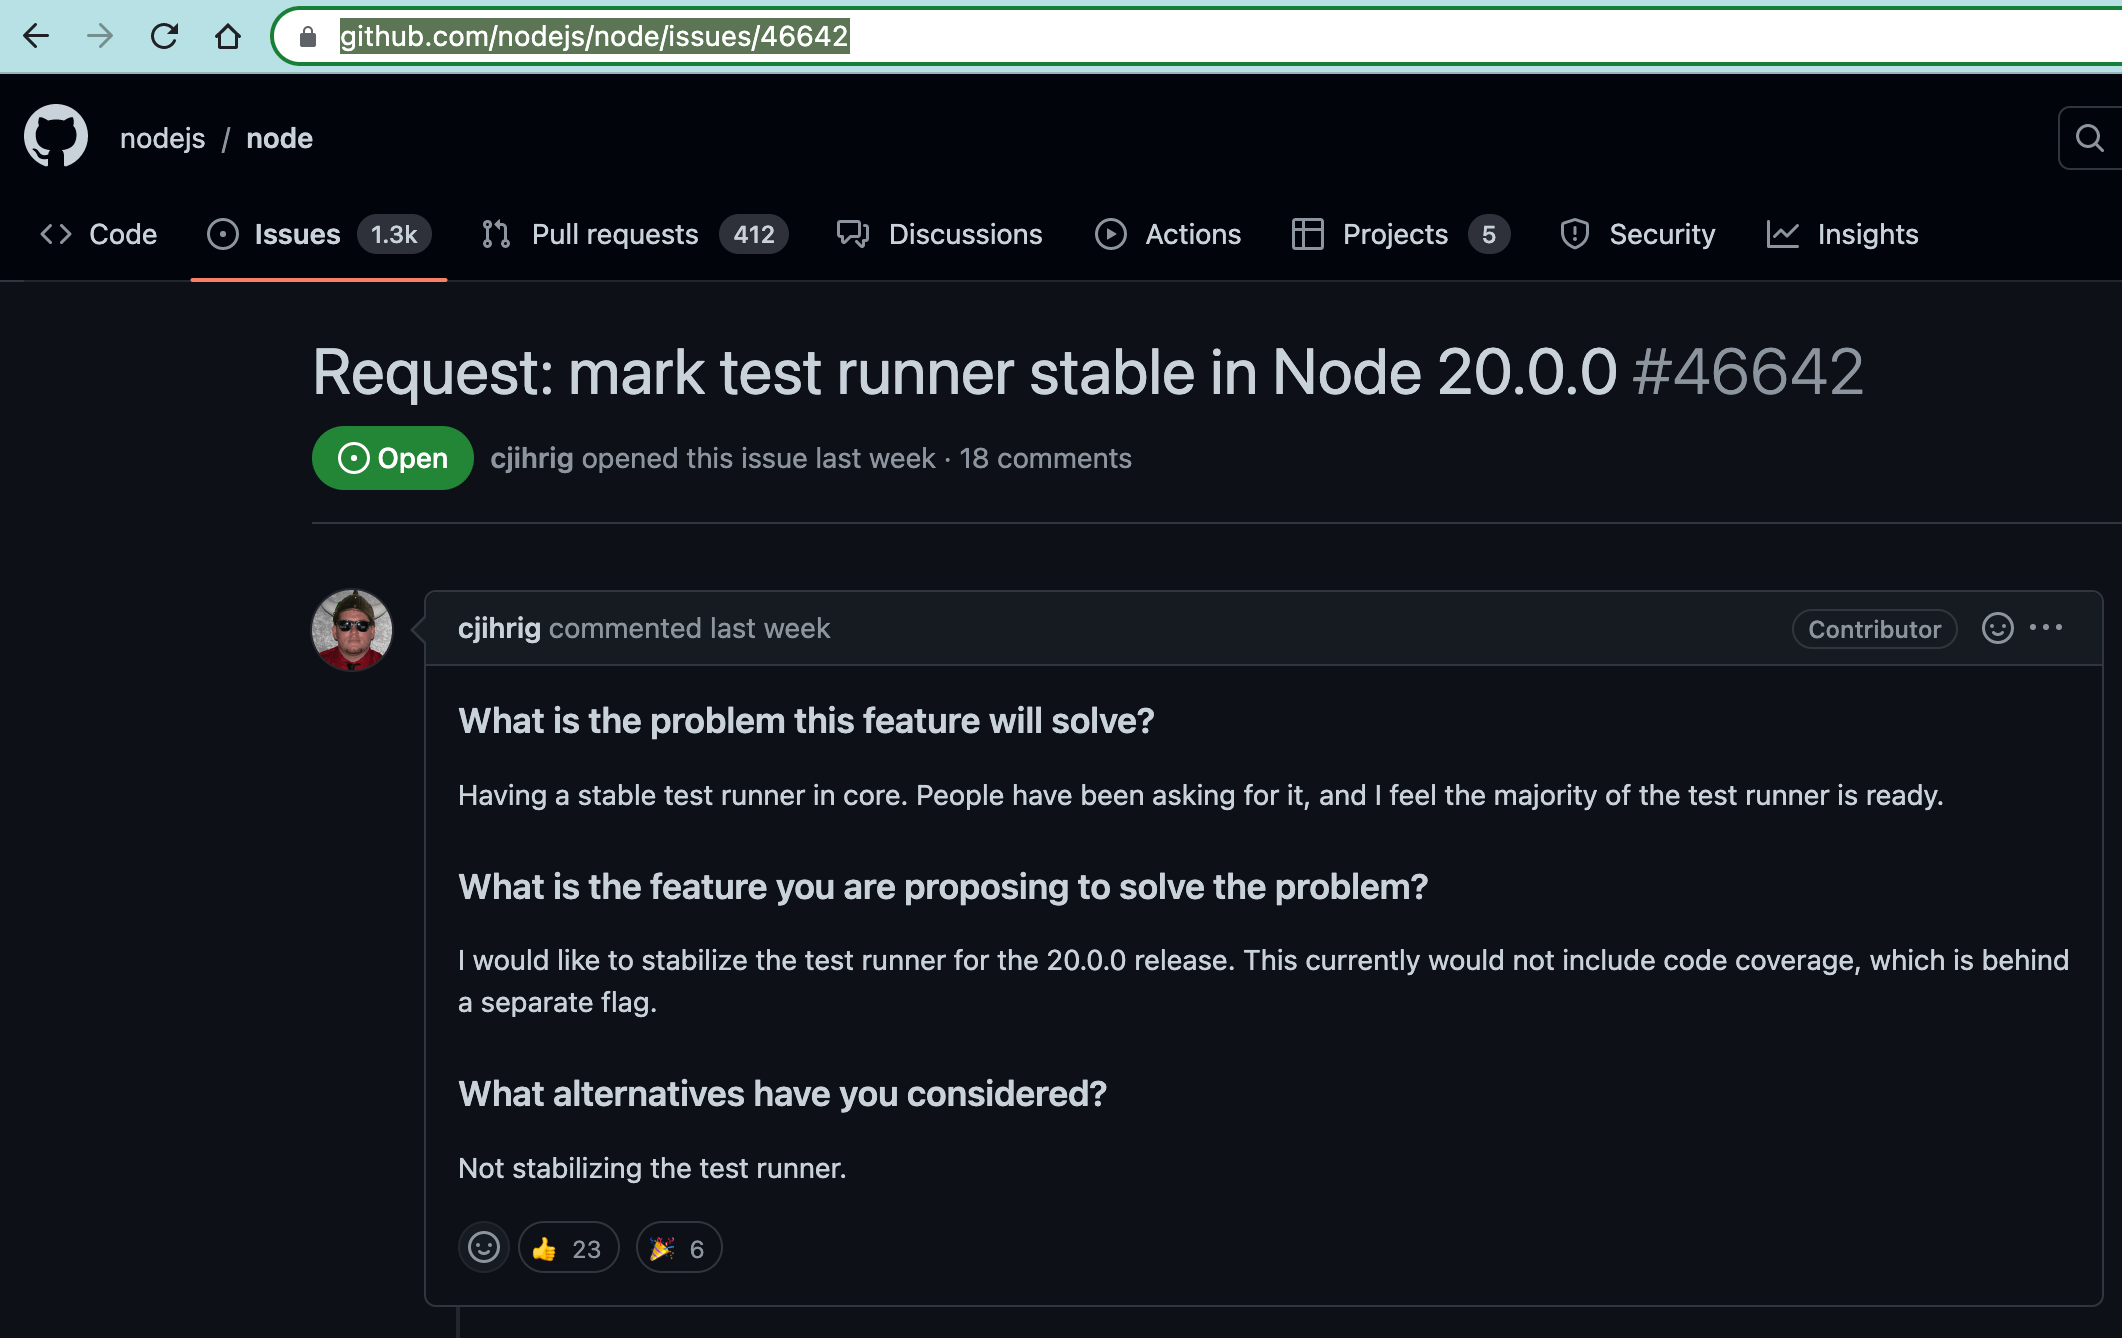 github.com/nodejs/node/issues/46642
nodejs / node
Code Issues 1.3k Pull requests 412 Discussions Actions Projects 5 Security Insights
Request: mark test runner stable in Node 20.0.0 #46642
Open cjihrig opened this issue last week · 18 comments
cjihrig commented last week Contributor
What is the problem this feature will solve?
Having a stable test runner in core. People have been asking for it, and I feel the majority of the test runner is ready.
What is the feature you are proposing to solve the problem?
I would like to stabilize the test runner for the 20.0.0 release. This currently would not include code coverage, which is behind
a separate flag.
What alternatives have you considered?
Not stabilizing the test runner.
👍 23 🎉 6